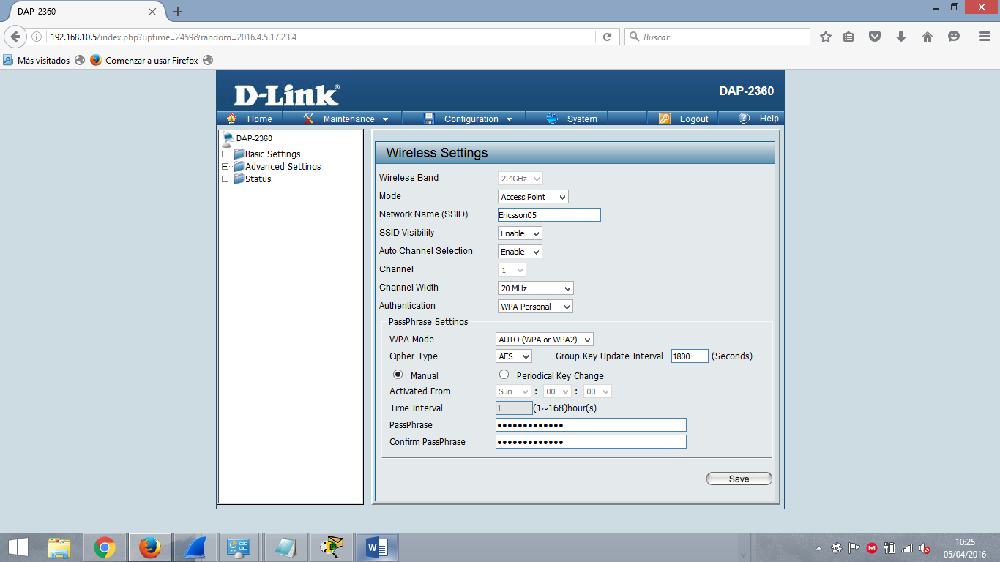 DAP-2360
192.168.10.5/index.php?uptime=2459&random=2016.4.5.17.23.4
Buscar
Más visitados
Comenzar a usar Firefox
D-Link®
DAP-2360
Home
Maintenance
Configuration
System
Logout
Help
DAP-2360
Basic Settings
Advanced Settings
Status
Wireless Settings
Wireless Band 2.4GHz
Mode Access Point
Network Name (SSID) Ericsson05
SSID Visibility Enable
Auto Channel Selection Enable
Channel 1
Channel Width 20 MHz
Authentication WPA-Personal
PassPhrase Settings
WPA Mode AUTO (WPA or WPA2)
Cipher Type AES Group Key Update Interval 1800 (Seconds)
Manual Periodical Key Change
Activated From Sun : 00 : 00
Time Interval 1 (1~168)hour(s)
PassPhrase •••••••••••••
Confirm PassPhrase •••••••••••••
Save
10:25
05/04/2016